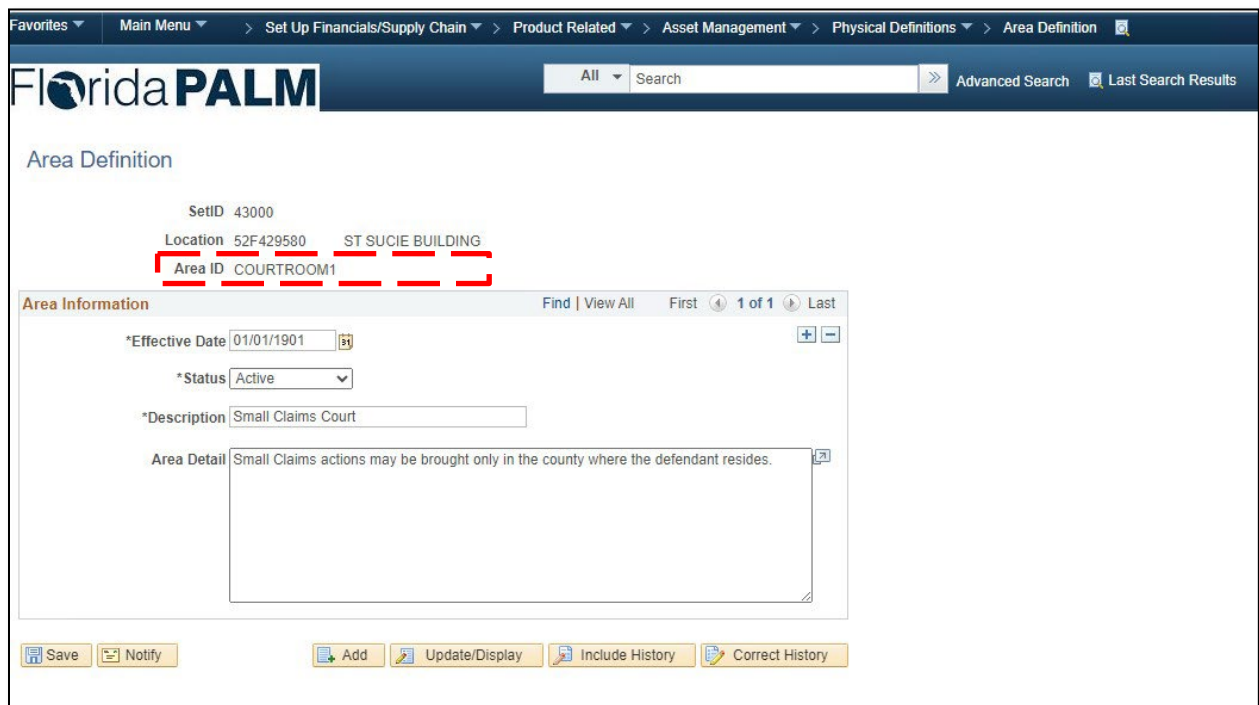 Favorites Main Menu > Set Up Financials/Supply Chain > Product Related > Asset Management > Physical Definitions > Area Definition
Florida PALM All Search Advanced Search Last Search Results
Area Definition
SetID 43000
Location 52F429580 ST SUCIE BUILDING
Area ID COURTROOM1
Area Information Find | View All First 1 of 1 Last
*Effective Date 01/01/1901 31
*Status Active
*Description Small Claims Court
Area Detail Small Claims actions may be brought only in the county where the defendant resides.
Save Notify Add Update/Display Include History Correct History